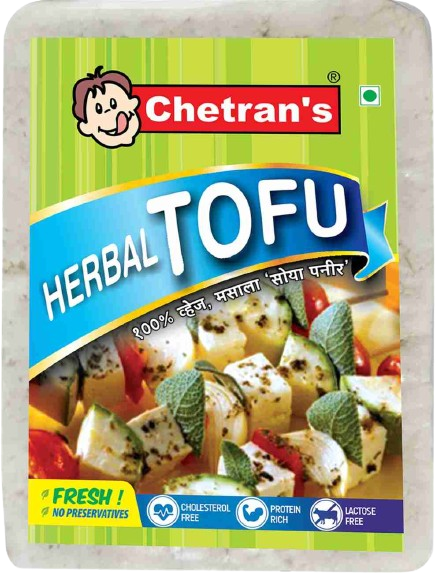 ®
Chetran's
HERBAL TOFU
१००% व्हेज, मसाला 'सोया पनीर'
FRESH !
NO PRESERVATIVES
CHOLESTEROL
FREE
PROTEIN
RICH
LACTOSE
FREE